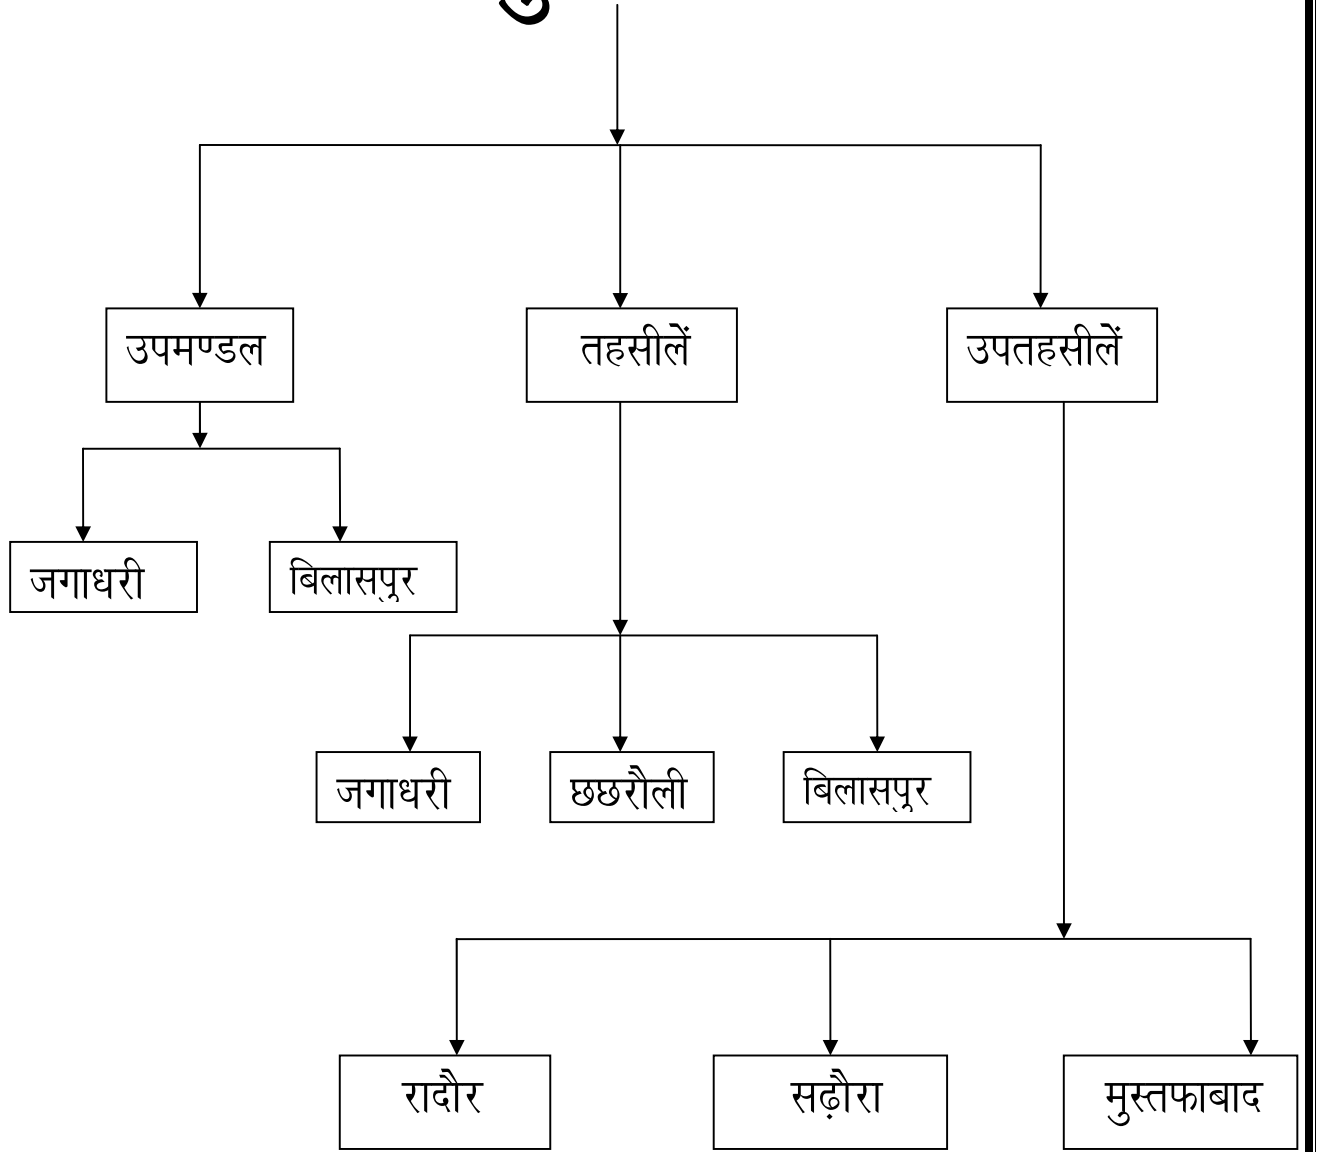 उपमण्डल
तहसीलें
उपतहसीलें
जगाधरी
बिलासपुर
जगाधरी
छछरौली
बिलासपुर
रादौर
सढ़ौरा
मुस्तफाबाद